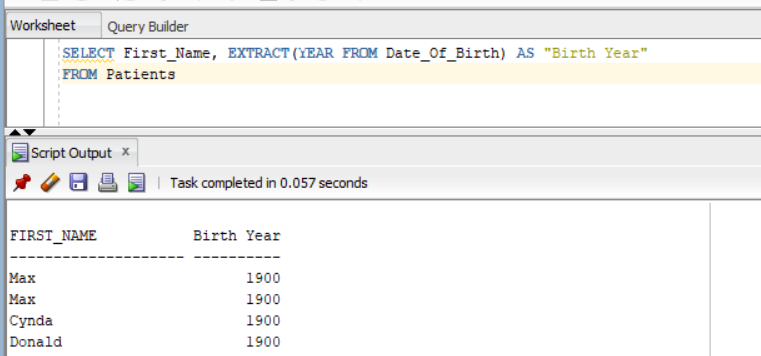 Worksheet Query Builder
SELECT First_Name, EXTRACT(YEAR FROM Date_Of_Birth) AS "Birth Year"
FROM Patients
Script Output x
Task completed in 0.057 seconds
FIRST_NAME Birth Year
-------------------- ----------
Max 1900
Max 1900
Cynda 1900
Donald 1900